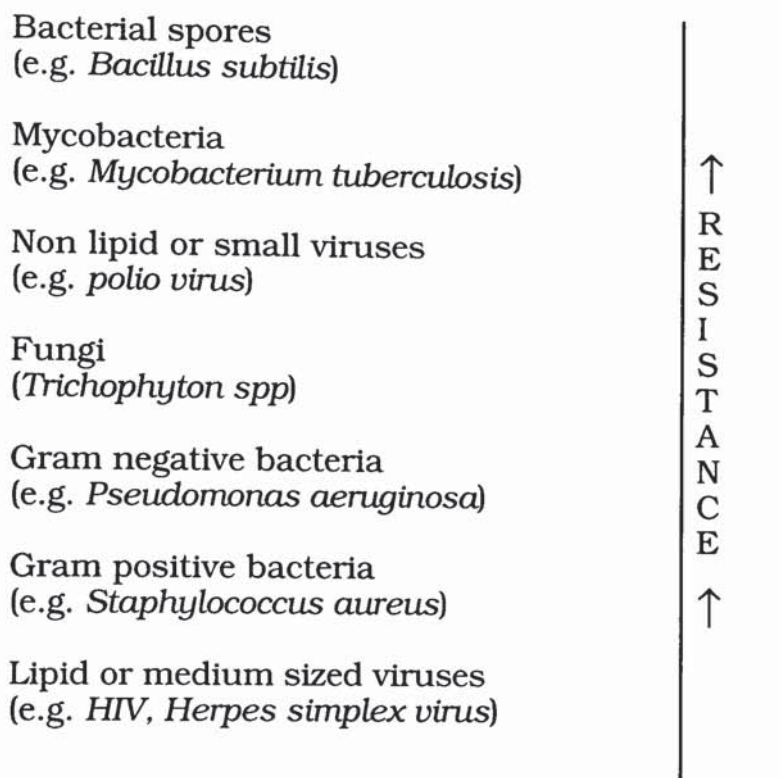 Bacterial spores
(e.g. Bacillus subtilis)
Mycobacteria
(e.g. Mycobacterium tuberculosis)
Non lipid or small viruses
(e.g. polio virus)
Fungi
(Trichophyton spp)
Gram negative bacteria
(e.g. Pseudomonas aeruginosa)
Gram positive bacteria
(e.g. Staphylococcus aureus)
Lipid or medium sized viruses
(e.g. HIV, Herpes simplex virus)
↑ RESISTANCE ↑